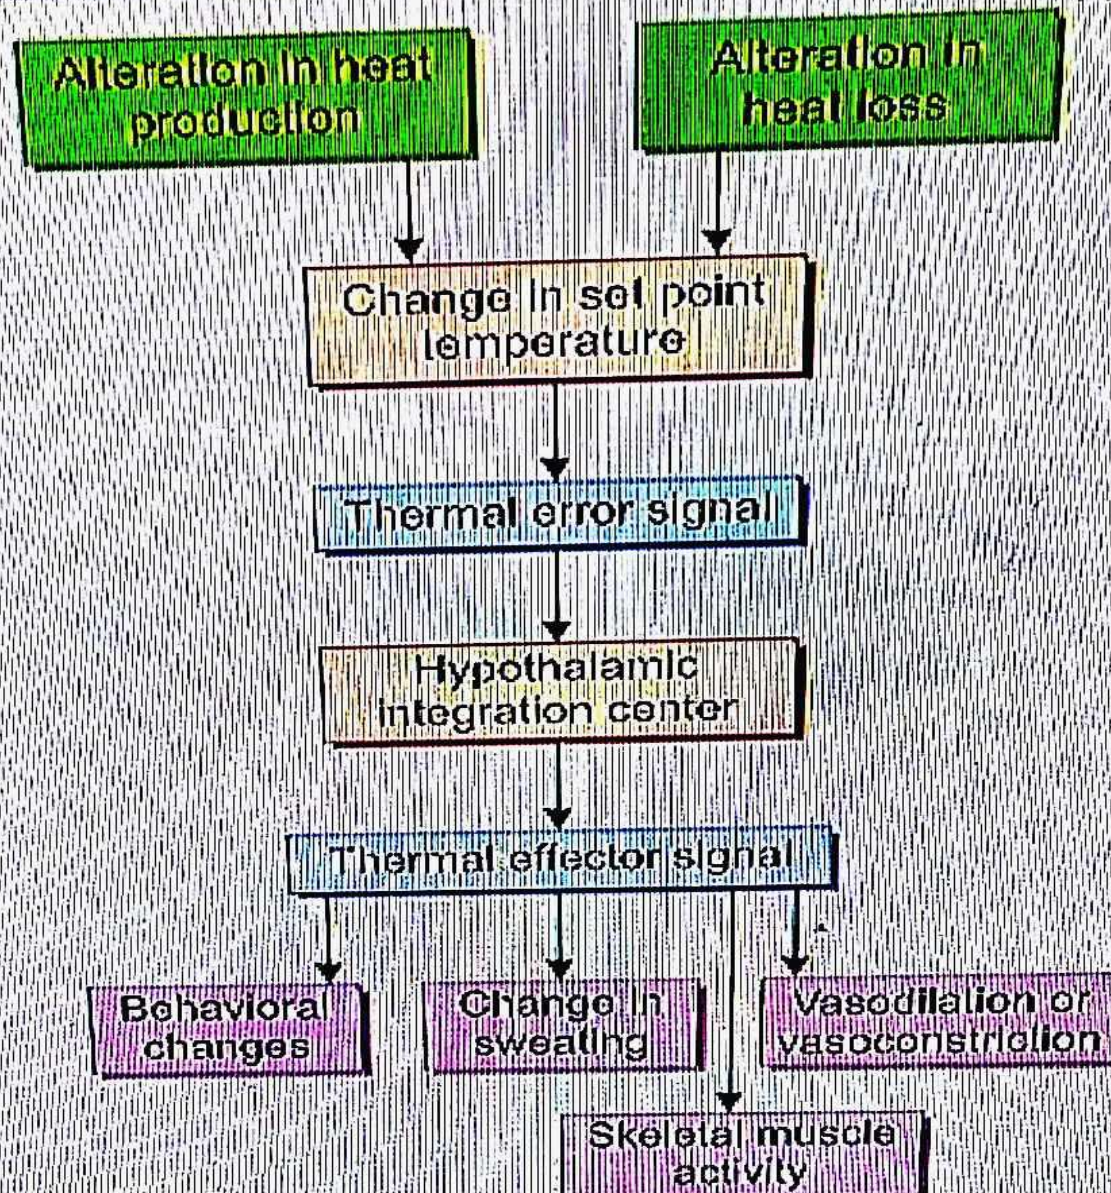 Alteration in heat
production
Alteration in
heat loss
Change in set point
temperature
Thermal error signal
Hypothalamic
integration center
Thermal effector signal
Behavioral
changes
Change in
sweating
Vasodilation or
vasoconstriction
Skeletal muscle
activity